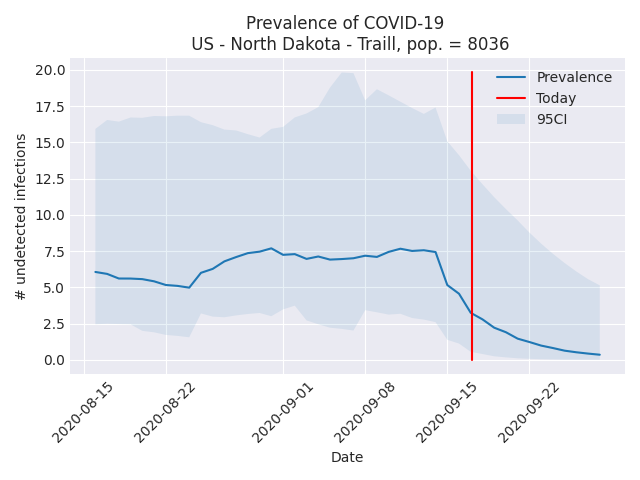 Prevalence of COVID-19
US - North Dakota - Traill, pop. = 8036
20.0
17.5
15.0
12.5
10.0
7.5
5.0
2.5
0.0
# undetected infections
Prevalence
Today
95CI
2020-08-15
2020-08-22
2020-09-01
2020-09-08
2020-09-15
2020-09-22
Date